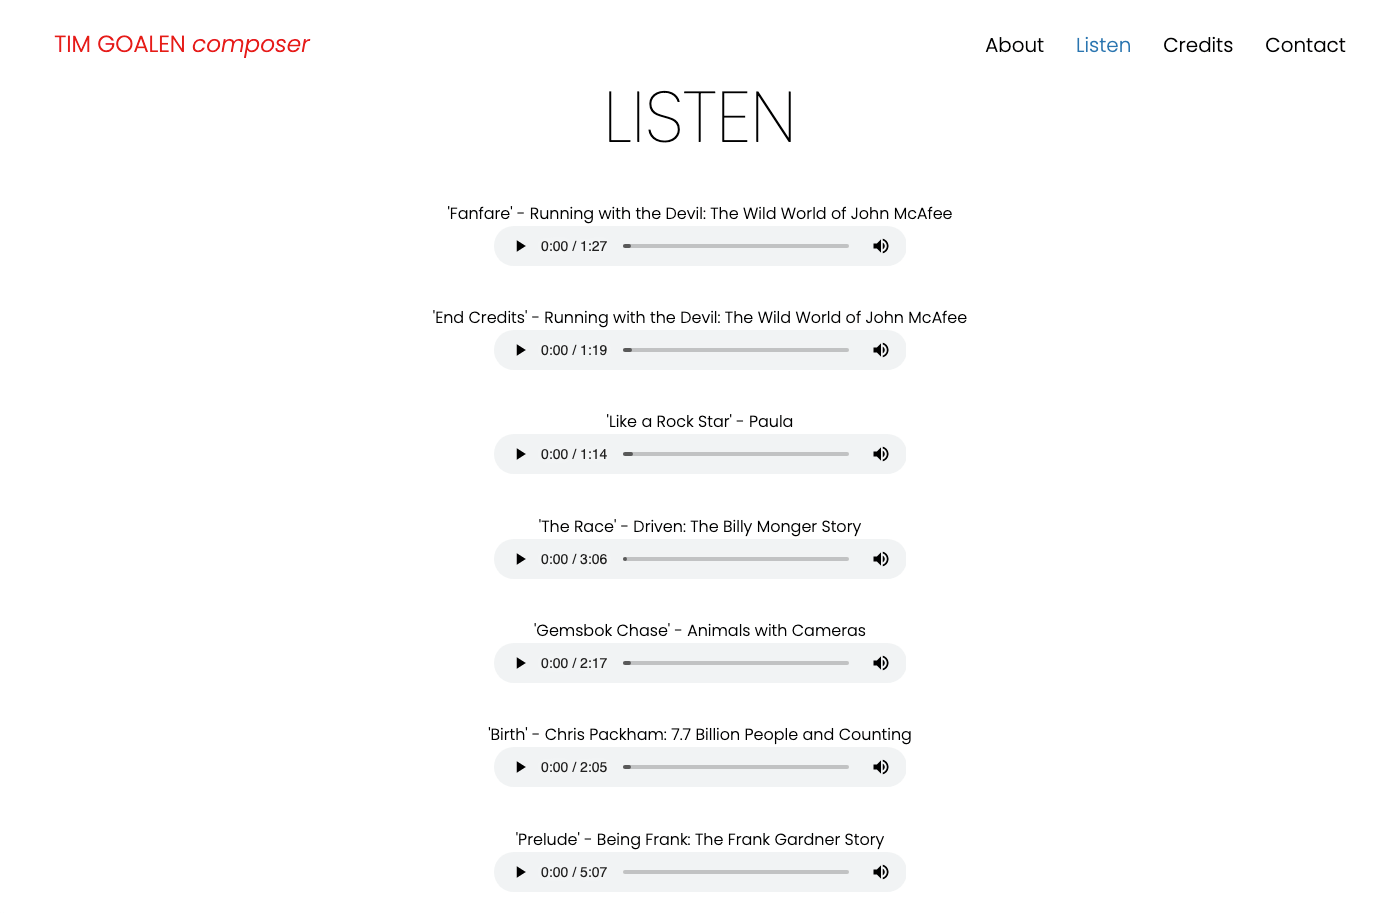 TIM GOALEN composer
About Listen Credits Contact
LISTEN
'Fanfare' - Running with the Devil: The Wild World of John McAfee
0:00 / 1:27
'End Credits' - Running with the Devil: The Wild World of John McAfee
0:00 / 1:19
'Like a Rock Star' - Paula
0:00 / 1:14
'The Race' - Driven: The Billy Monger Story
0:00 / 3:06
'Gemsbok Chase' - Animals with Cameras
0:00 / 2:17
'Birth' - Chris Packham: 7.7 Billion People and Counting
0:00 / 2:05
'Prelude' - Being Frank: The Frank Gardner Story
0:00 / 5:07